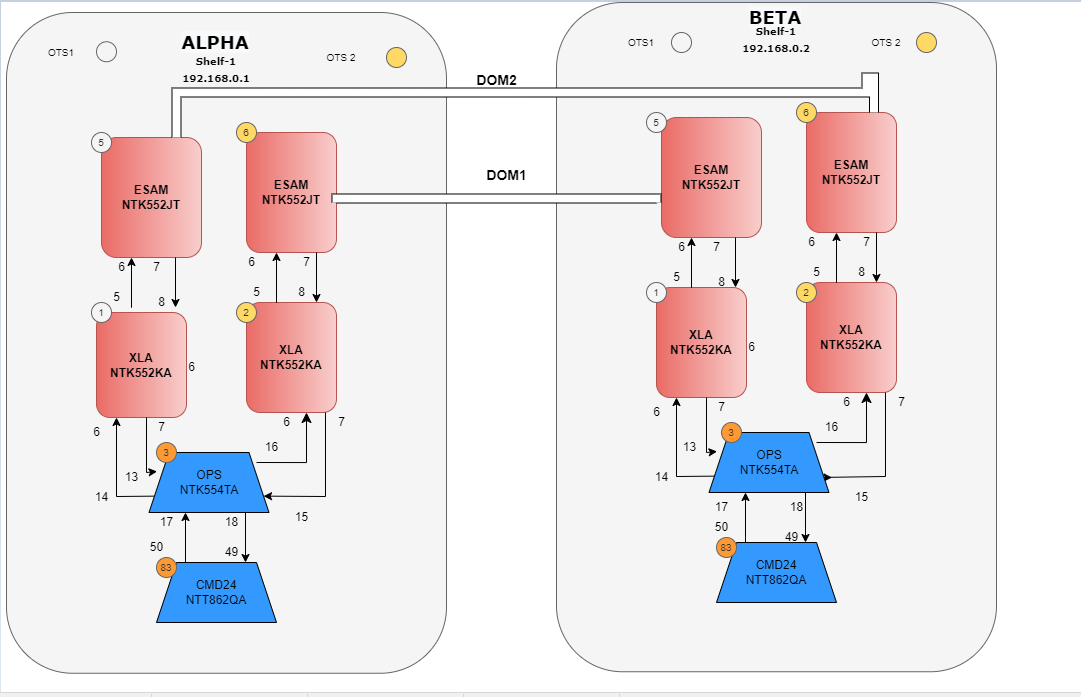 ALPHA
Shelf-1
192.168.0.1
OTS1
OTS 2
BETA
Shelf-1
192.168.0.2
OTS1
OTS 2
DOM2
DOM1
5
ESAM
NTK552JT
6
7
5
8
1
XLA
NTK552KA
6
6
7
13
14
6
ESAM
NTK552JT
6
7
5
8
2
XLA
NTK552KA
6
7
16
15
3
OPS
NTK554TA
17
18
50
49
83
CMD24
NTT862QA
5
ESAM
NTK552JT
6
7
5
8
1
XLA
NTK552KA
6
6
7
13
14
6
ESAM
NTK552JT
6
7
5
8
2
XLA
NTK552KA
6
7
16
15
3
OPS
NTK554TA
17
18
50
49
83
CMD24
NTT862QA